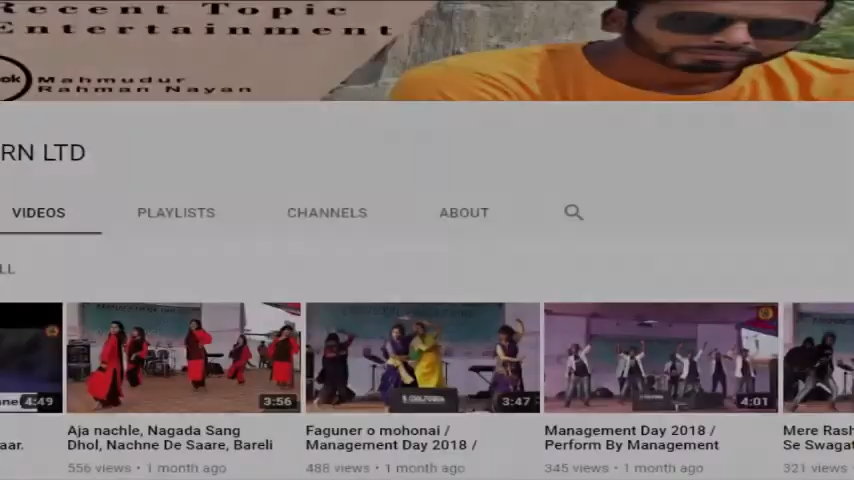 Recent Topic
Entertainment
ok
Mahmudur
Rahman Nayan
RN LTD
VIDEOS
PLAYLISTS
CHANNELS
ABOUT
LL
4:49
3:56
3:47
4:01
aar.
Aja nachle, Nagada Sang
Dhol, Nachne De Saare, Bareli
556 views • 1 month ago
Faguner o mohonai /
Management Day 2018 /
488 views • 1 month ago
Management Day 2018 /
Perform By Management
345 views • 1 month ago
Mere Rash
Se Swagat
321 views •